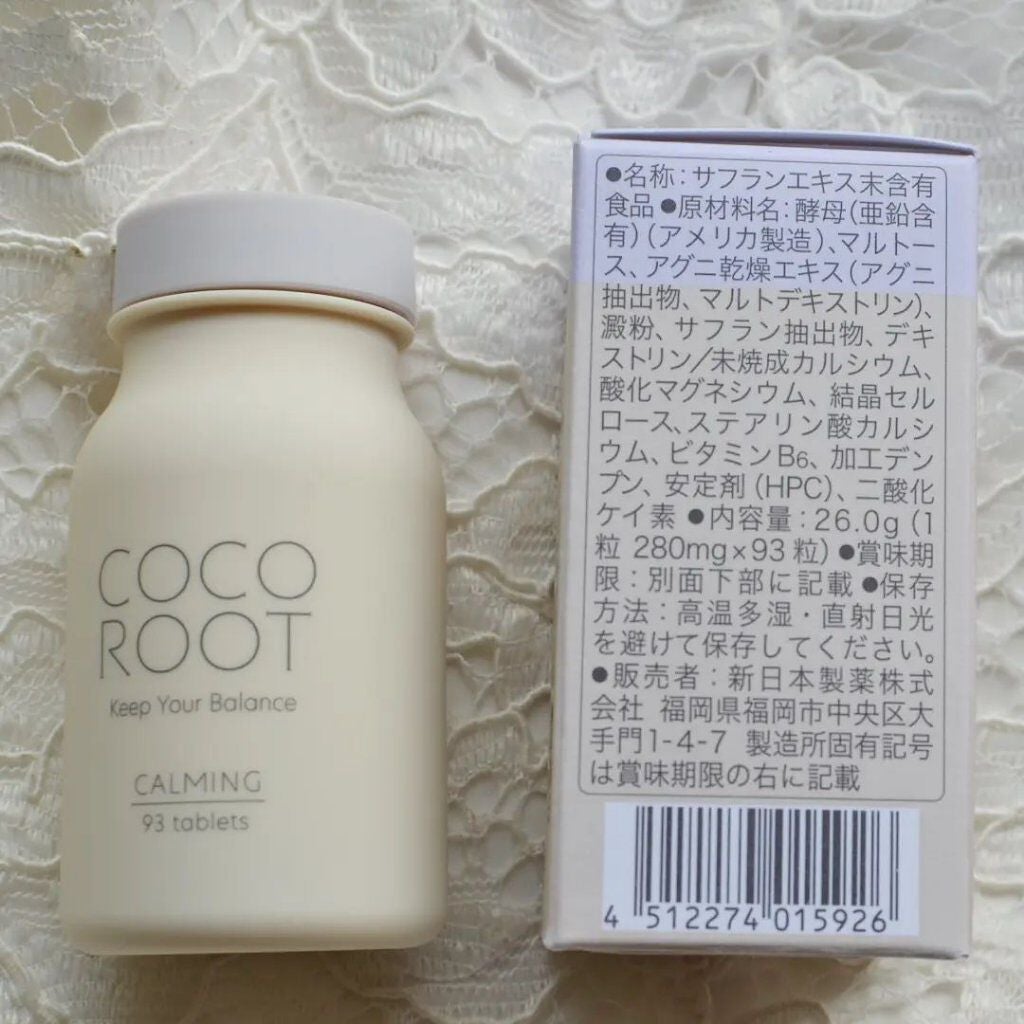 COCO
ROOT
Keep Your Balance
CALMING
93 tablets
●名称：サフランエキス末含有
食品 ●原材料名：酵母（亜鉛含
有）（アメリカ製造）、マルトー
ス、アグニ乾燥エキス（アグニ
抽出物、マルトデキストリン）、
澱粉、サフラン抽出物、デキ
ストリン／未焼成カルシウム、
酸化マグネシウム、結晶セル
ロース、ステアリン酸カルシ
ウム、ビタミンB6、加工デン
プン、安定剤（HPC）、二酸化
ケイ素 ●内容量：26.0g（1
粒 280mg×93粒）●賞味期
限：別面下部に記載 ●保存
方法：高温多湿・直射日光
を避けて保存してください。
●販売者：新日本製薬株式
会社 福岡県福岡市中央区大
手門1-4-7 製造所固有記号
は賞味期限の右に記載
4 512274 015926